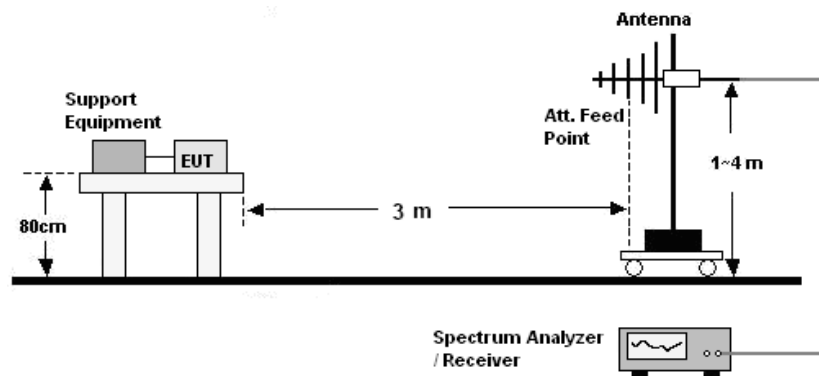 Antenna
Support
Equipment
EUT
Att. Feed
Point
1~4 m
80cm
3 m
Spectrum Analyzer
/ Receiver